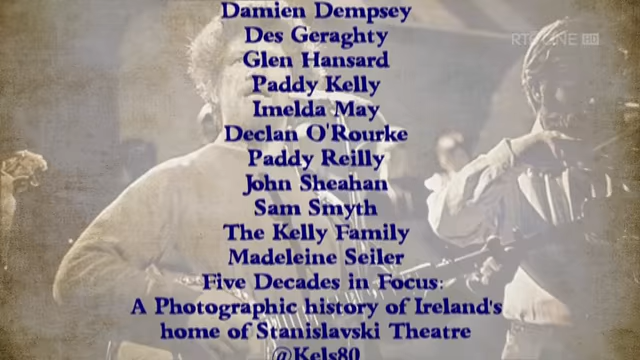 Damien Dempsey
RTÉ ONE HD
Des Geraghty
Glen Hansard
Paddy Kelly
Imelda May
Declan O'Rourke
Paddy Reilly
John Sheahan
Sam Smyth
The Kelly Family
Madeleine Seiler
Five Decades in Focus:
A Photographic history of Ireland's
home of Stanislavski Theatre
@Kels80